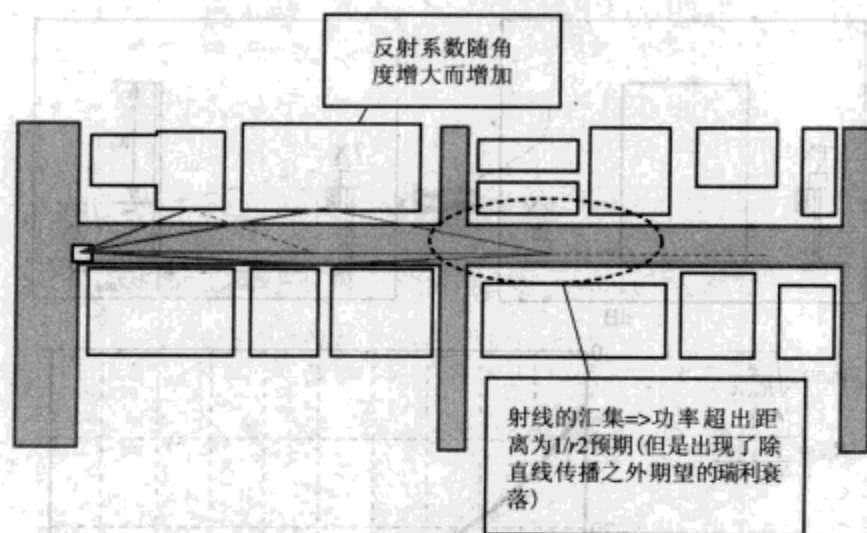 反射系数随角
度增大而增加
射线的汇集=>功率超出距
离为1/r2预期(但是出现了除
直线传播之外期望的瑞利衰
落)